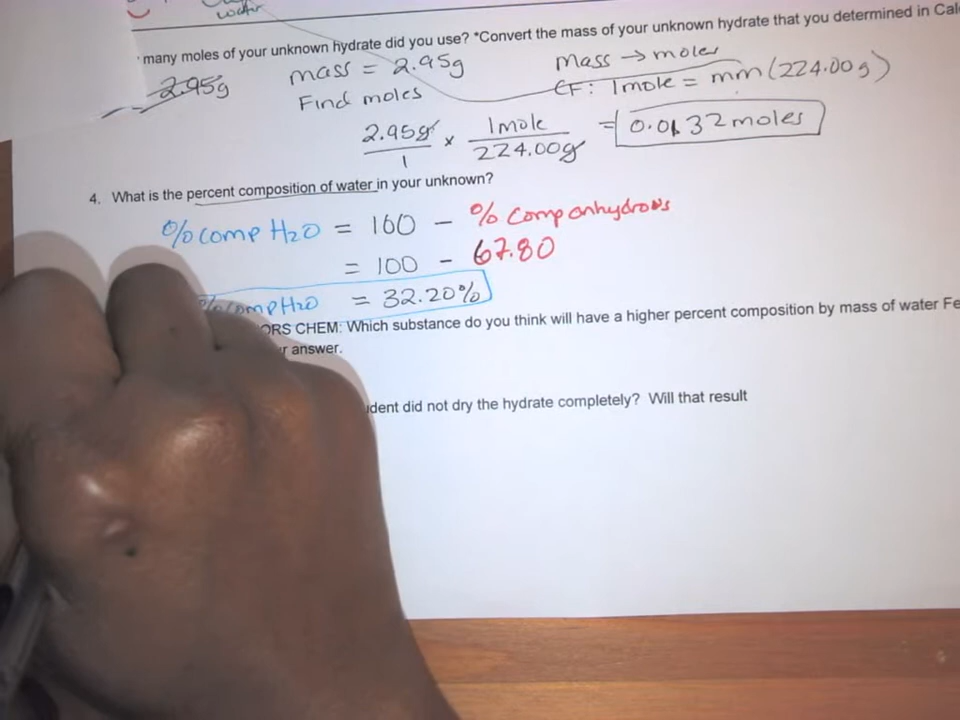 water
many moles of your unknown hydrate did you use? *Convert the mass of your unknown hydrate that you determined in
2.95g mass = 2.95g Mass → moles
Find moles CF: 1mole = mm (224.00g)
2.95g/1 × 1mole/224.00g = 0.0132 moles
4. What is the percent composition of water in your unknown?
% comp H2O = 100 - % comp anhydrous
= 100 - 67.80
% comp H2O = 32.20%
ORS CHEM: Which substance do you think will have a higher percent composition by mass of water Fe
r answer.
udent did not dry the hydrate completely? Will that result